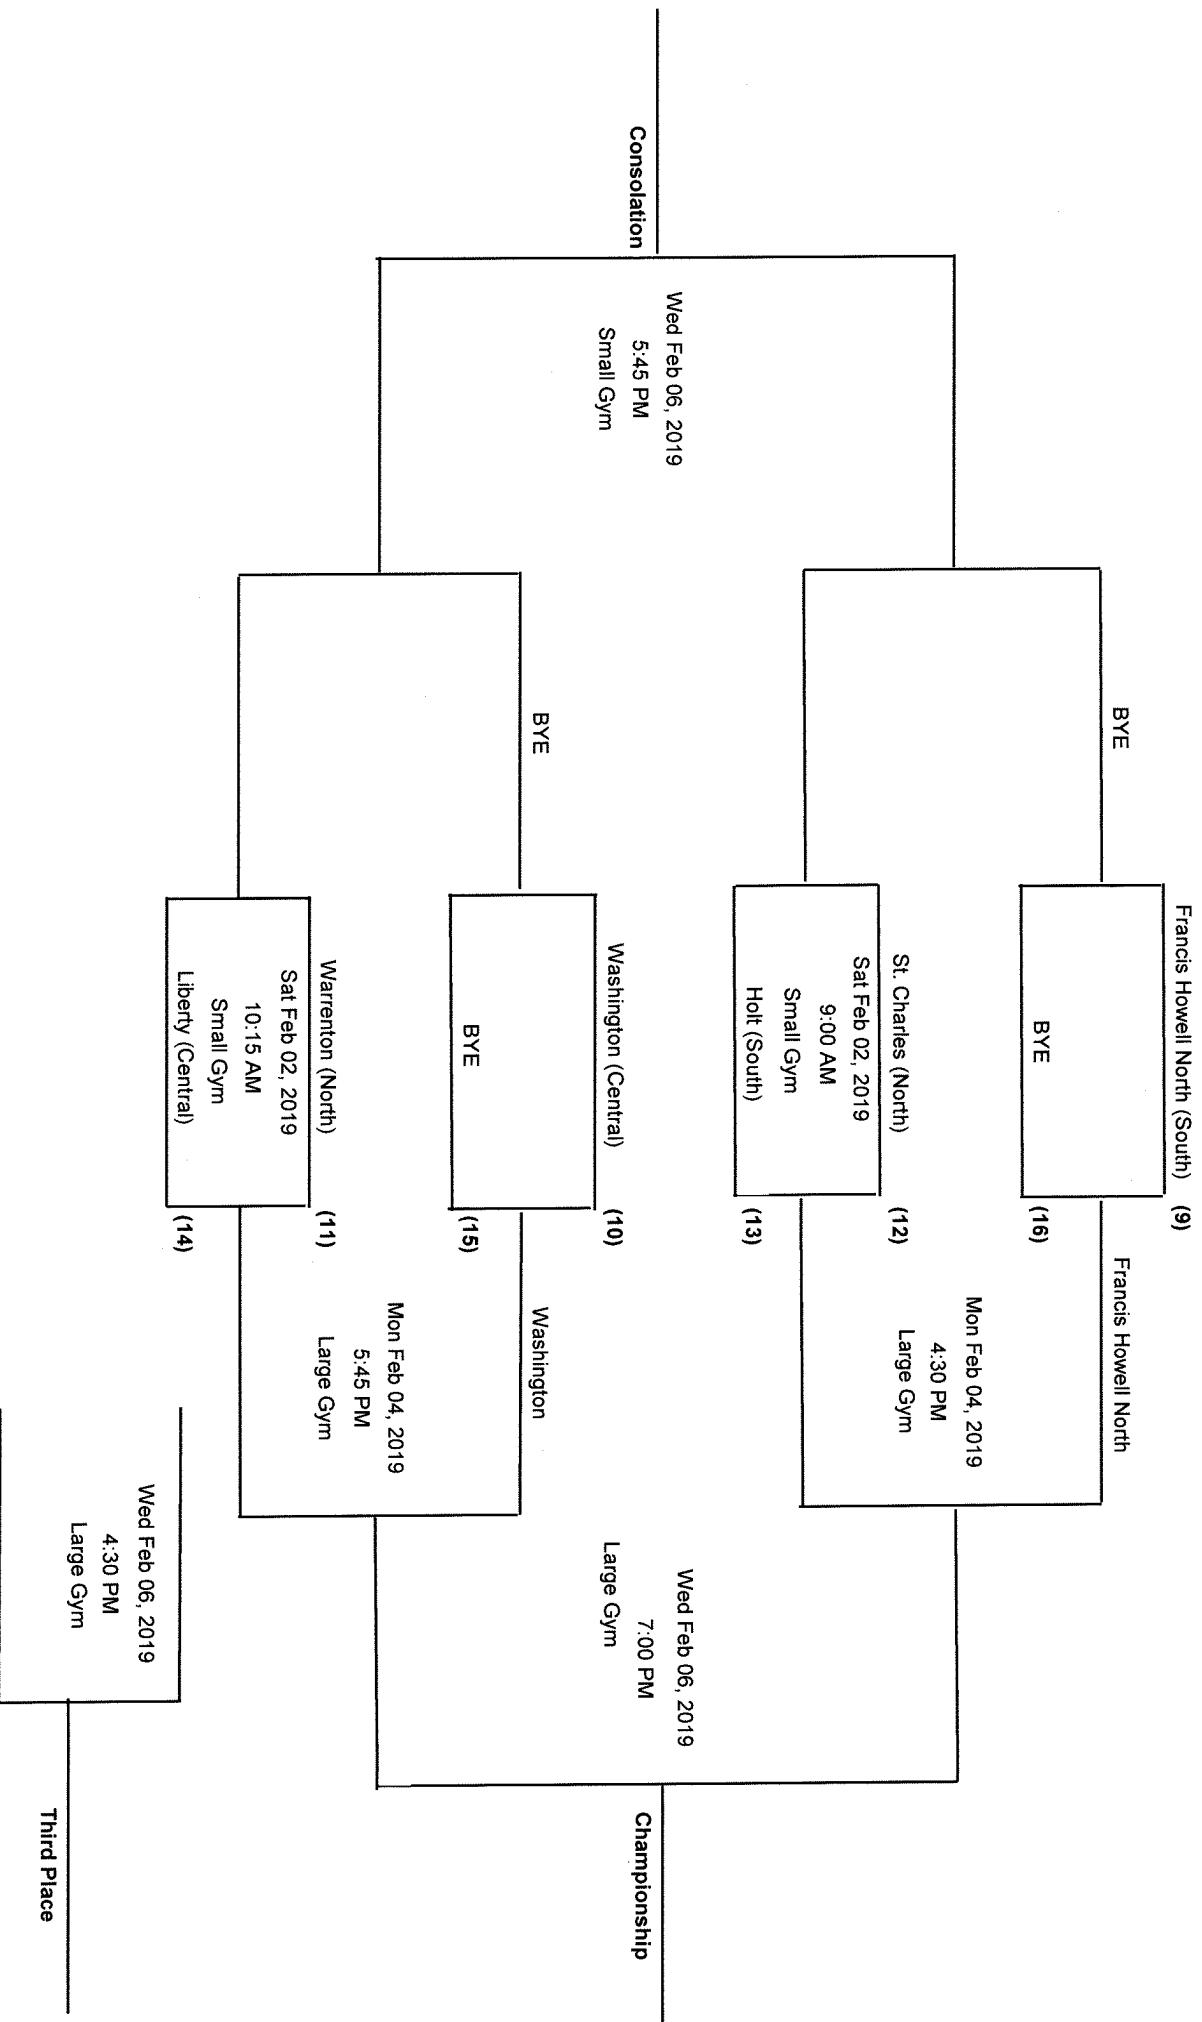 Francis Howell North (South) (9)
BYE
BYE
(16)
Francis Howell North
St. Charles (North)
(12)
Sat Feb 02, 2019
9:00 AM
Small Gym
Holt (South)
(13)
Mon Feb 04, 2019
4:30 PM
Large Gym
Wed Feb 06, 2019
5:45 PM
Small Gym
Consolation
Wed Feb 06, 2019
7:00 PM
Large Gym
Championship
Washington (Central)
(10)
BYE
BYE
(15)
Washington
Warrenton (North)
(11)
Sat Feb 02, 2019
10:15 AM
Small Gym
Liberty (Central)
(14)
Mon Feb 04, 2019
5:45 PM
Large Gym
Wed Feb 06, 2019
4:30 PM
Large Gym
Third Place